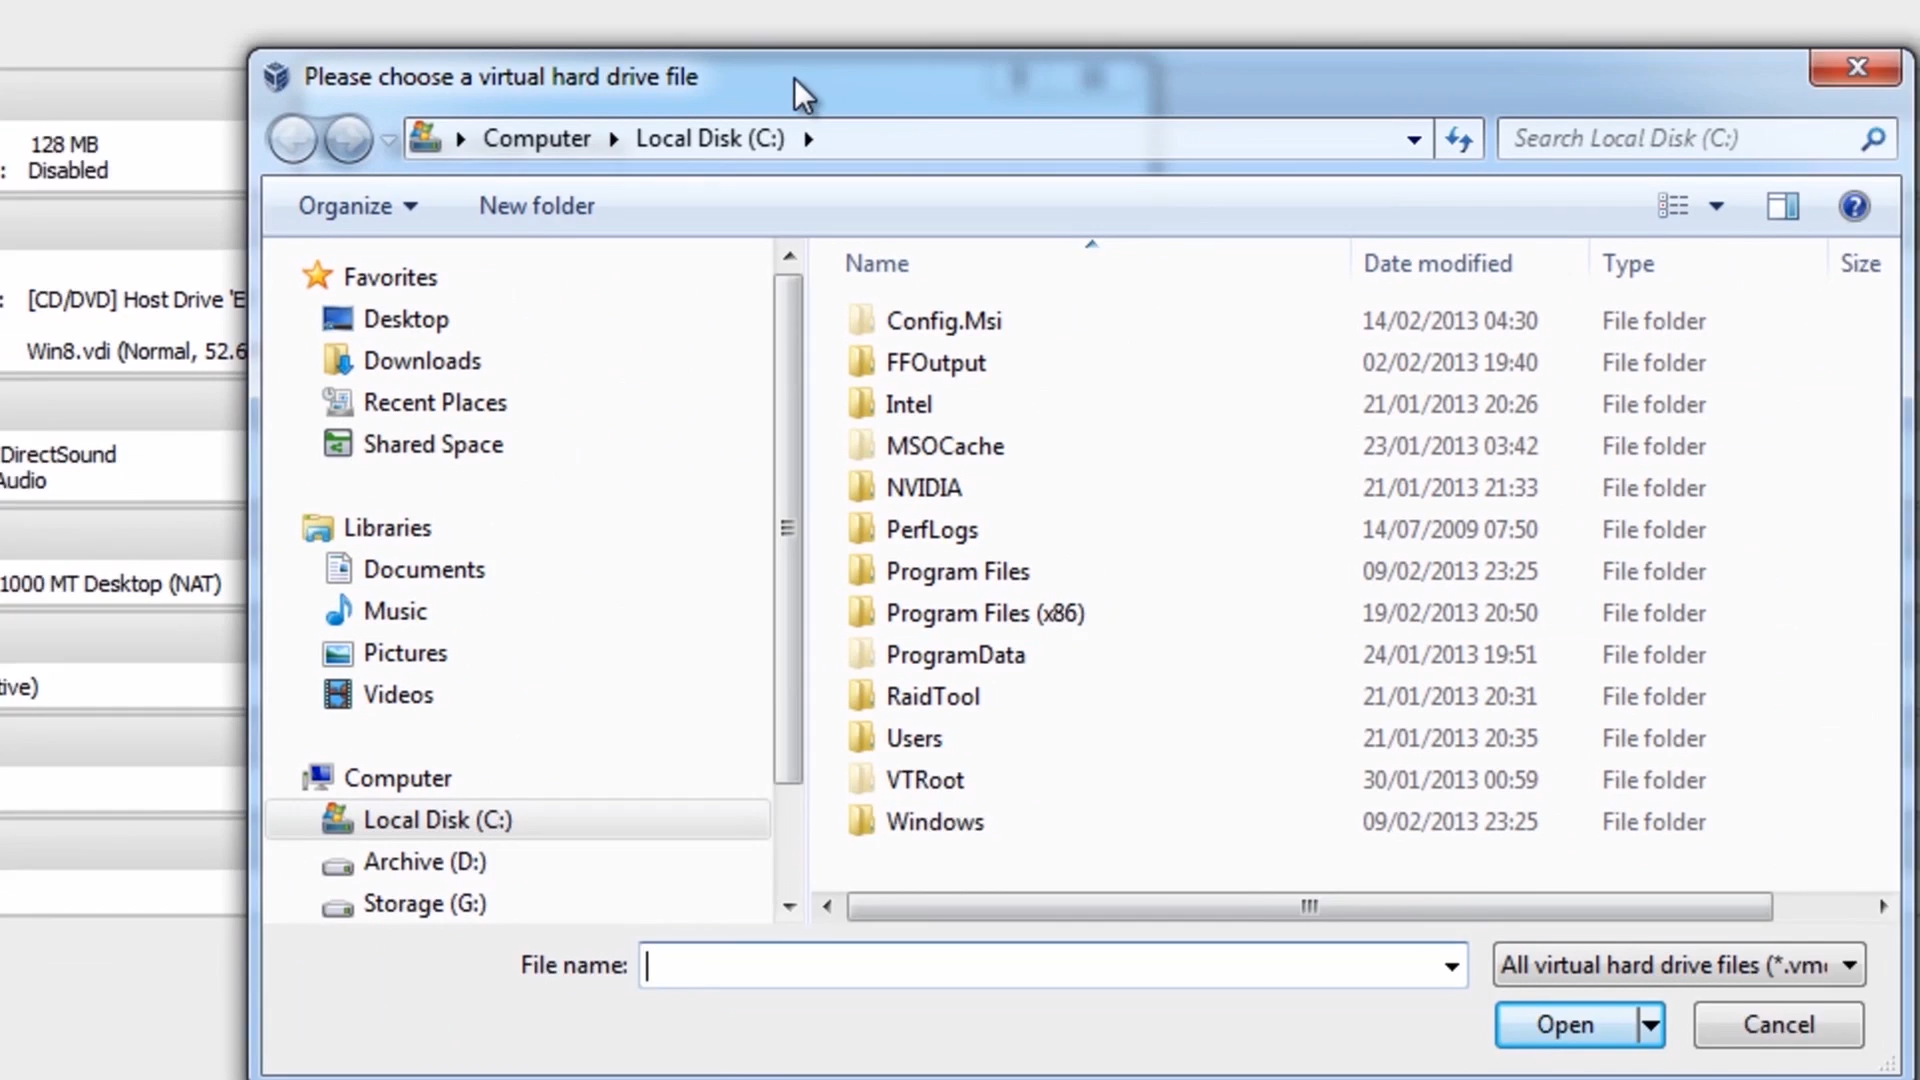 Please choose a virtual hard drive file
Computer Local Disk (C:)
Search Local Disk (C:)
Organize
New folder
128 MB
: Disabled
: [CD/DVD] Host Drive 'E
Win8.vdi (Normal, 52.6
DirectSound
Audio
1000 MT Desktop (NAT)
Favorites
Desktop
Downloads
Recent Places
Shared Space
Libraries
Documents
Music
Pictures
Videos
Computer
Local Disk (C:)
Archive (D:)
Storage (G:)
Name Date modified Type Size
Config.Msi 14/02/2013 04:30 File folder
FFOutput 02/02/2013 19:40 File folder
Intel 21/01/2013 20:26 File folder
MSOCache 23/01/2013 03:42 File folder
NVIDIA 21/01/2013 21:33 File folder
PerfLogs 14/07/2009 07:50 File folder
Program Files 09/02/2013 23:25 File folder
Program Files (x86) 19/02/2013 20:50 File folder
ProgramData 24/01/2013 19:51 File folder
RaidTool 21/01/2013 20:31 File folder
Users 21/01/2013 20:35 File folder
VTRoot 30/01/2013 00:59 File folder
Windows 09/02/2013 23:25 File folder
File name:
All virtual hard drive files (*.vm
Open
Cancel